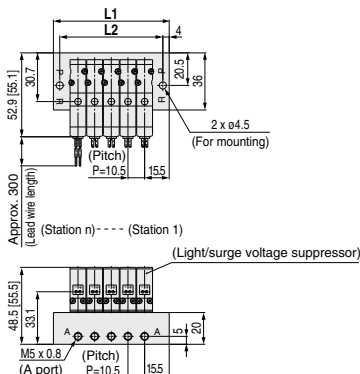 L1
L2
4
P
P
R
R
30.7
52.9 [55.1]
20.5
36
2 x ø4.5
(For mounting)
(Pitch)
P=10.5
15.5
Approx. 300
(Lead wire length)
(Station n)
(Station 1)
(Light/surge voltage suppressor)
48.5 [55.5]
33.1
A
A
5
20
M5 x 0.8
(A port)
(Pitch)
P=10.5
15.5